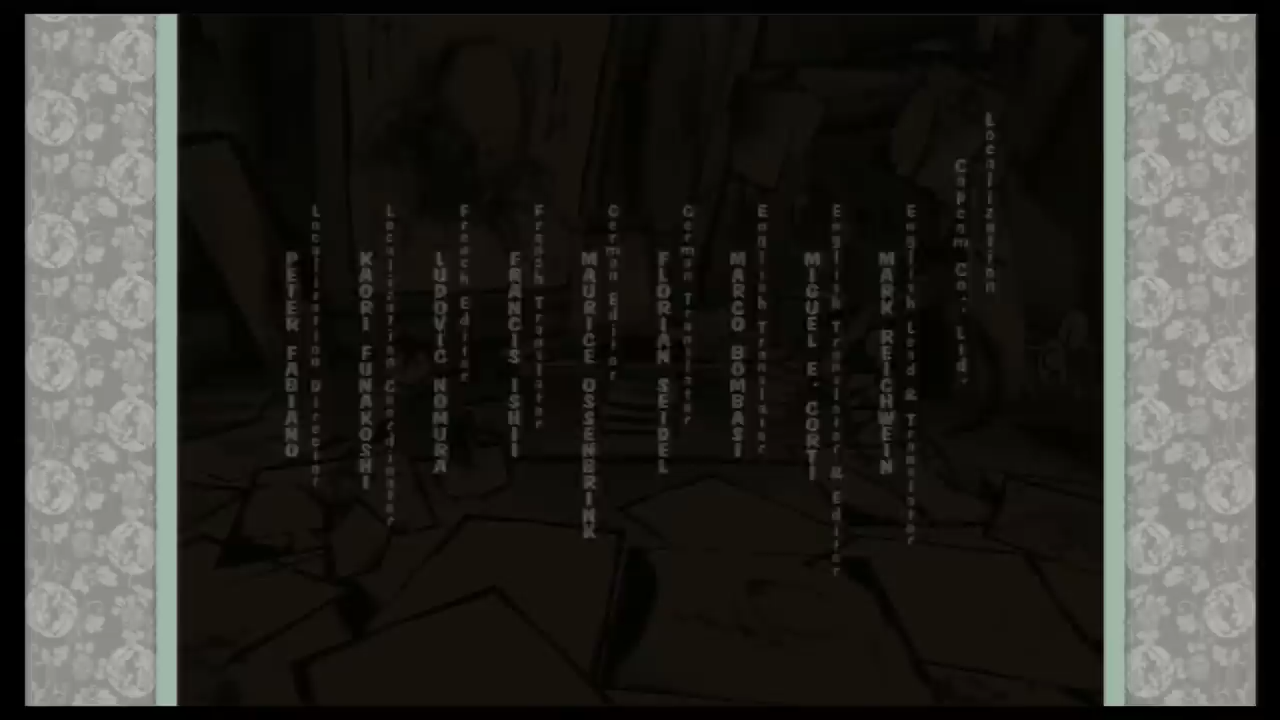 Localization
Capcom Co., Ltd.
English Lead & Translator
MARK REICHWEIN
English Translator & Editor
MIGUEL E. CORTI
English Translator
MARCO BOMBASI
German Translator
FLORIAN SEIDEL
German Editor
MAURICE OSSENBRINK
French Translator
FRANCIS ISHII
French Editor
LUDOVIC NOMURA
Localization Coordinator
KAORI FUNAKOSHI
Localization Director
PETER FABIANO